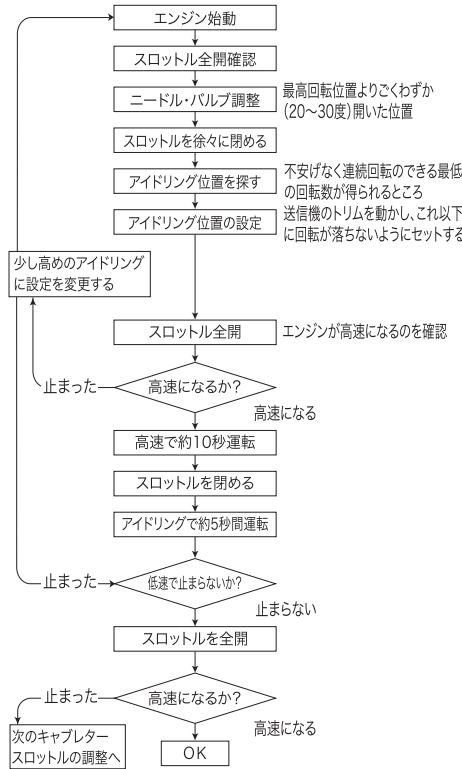 エンジン始動
スロットル全開確認
ニードル・バルブ調整
最高回転位置よりごくわずか
(20〜30度)開いた位置
スロットルを徐々に閉める
アイドリング位置を探す
不安げなく連続回転のできる最低
の回転数が得られるところ
アイドリング位置の設定
送信機のトリムを動かし、これ以下
に回転が落ちないようにセットする
少し高めのアイドリング
に設定を変更する
スロットル全開
エンジンが高速になるのを確認
止まった
高速になるか?
高速になる
高速で約10秒運転
スロットルを閉める
アイドリングで約5秒間運転
止まった
低速で止まらないか?
止まらない
スロットルを全開
止まった
高速になるか?
高速になる
次のキャブレター
スロットルの調整へ
OK